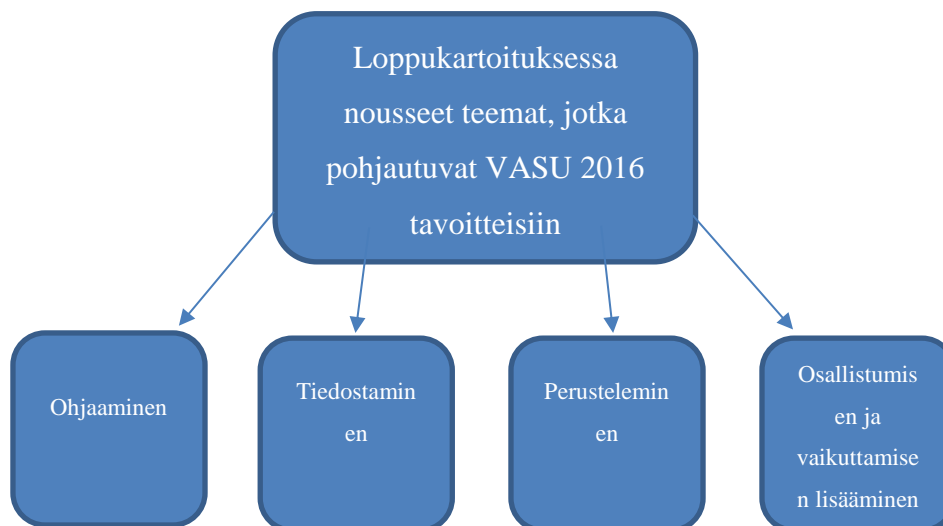 Loppukartoituksessa
nousseet teemat, jotka
pohjautuvat VASU 2016
tavoitteisiin
Ohjaaminen
Tiedostamin
en
Perustelemin
en
Osallistumis
en ja
vaikuttamise
n lisääminen